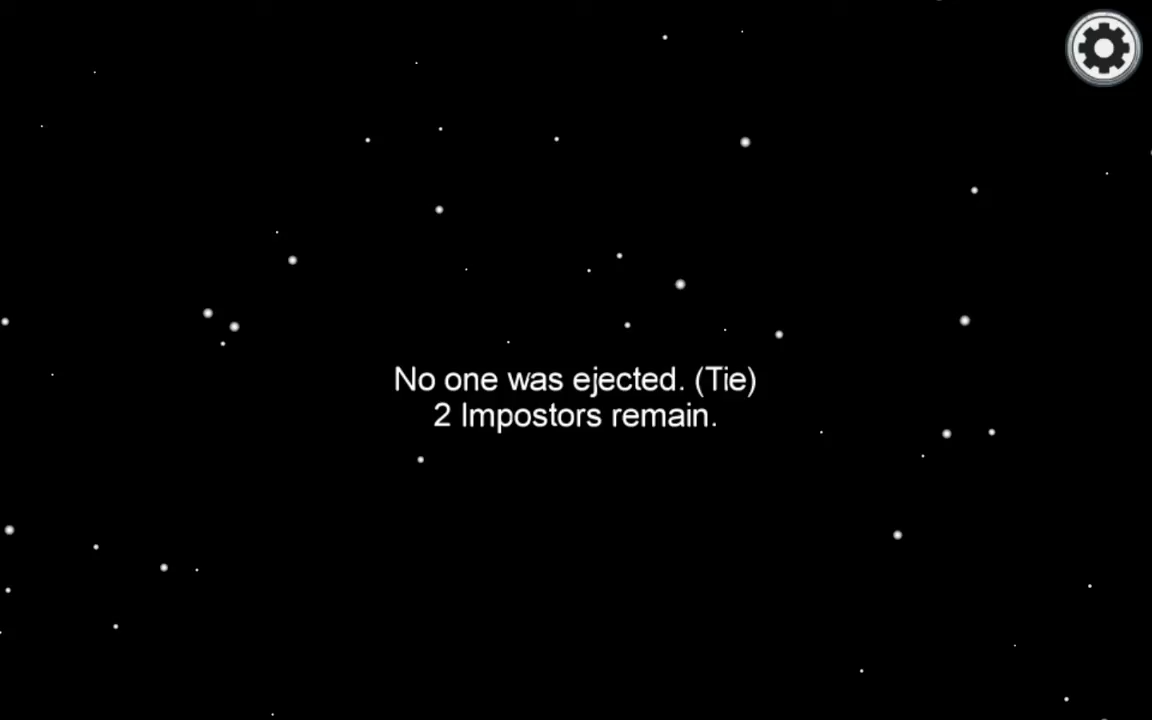 No one was ejected. (Tie)
2 Impostors remain.